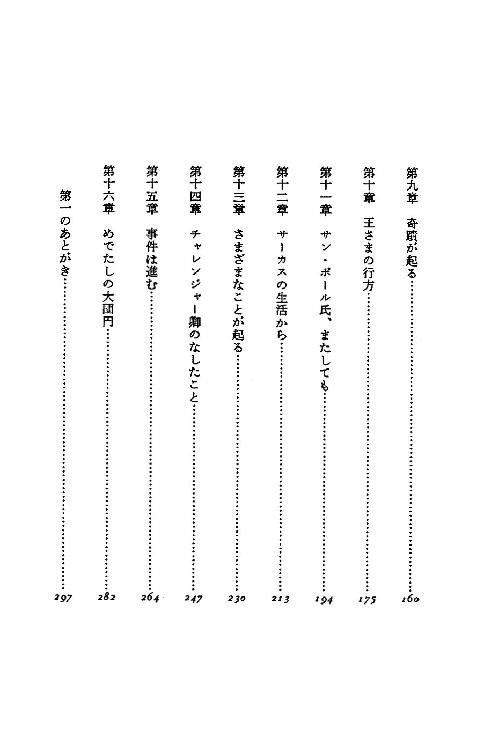 第九章 奇蹟が起る……160
第十章 王さまの行方……175
第十一章 サン・ポール氏、またしても……194
第十二章 サーカスの生活から……213
第十三章 さまざまなことが起る……230
第十四章 チャレンジャー卿のなしたこと……247
第十五章 事件は進む……264
第十六章 めでたしの大団円……282
第一のあとがき……297